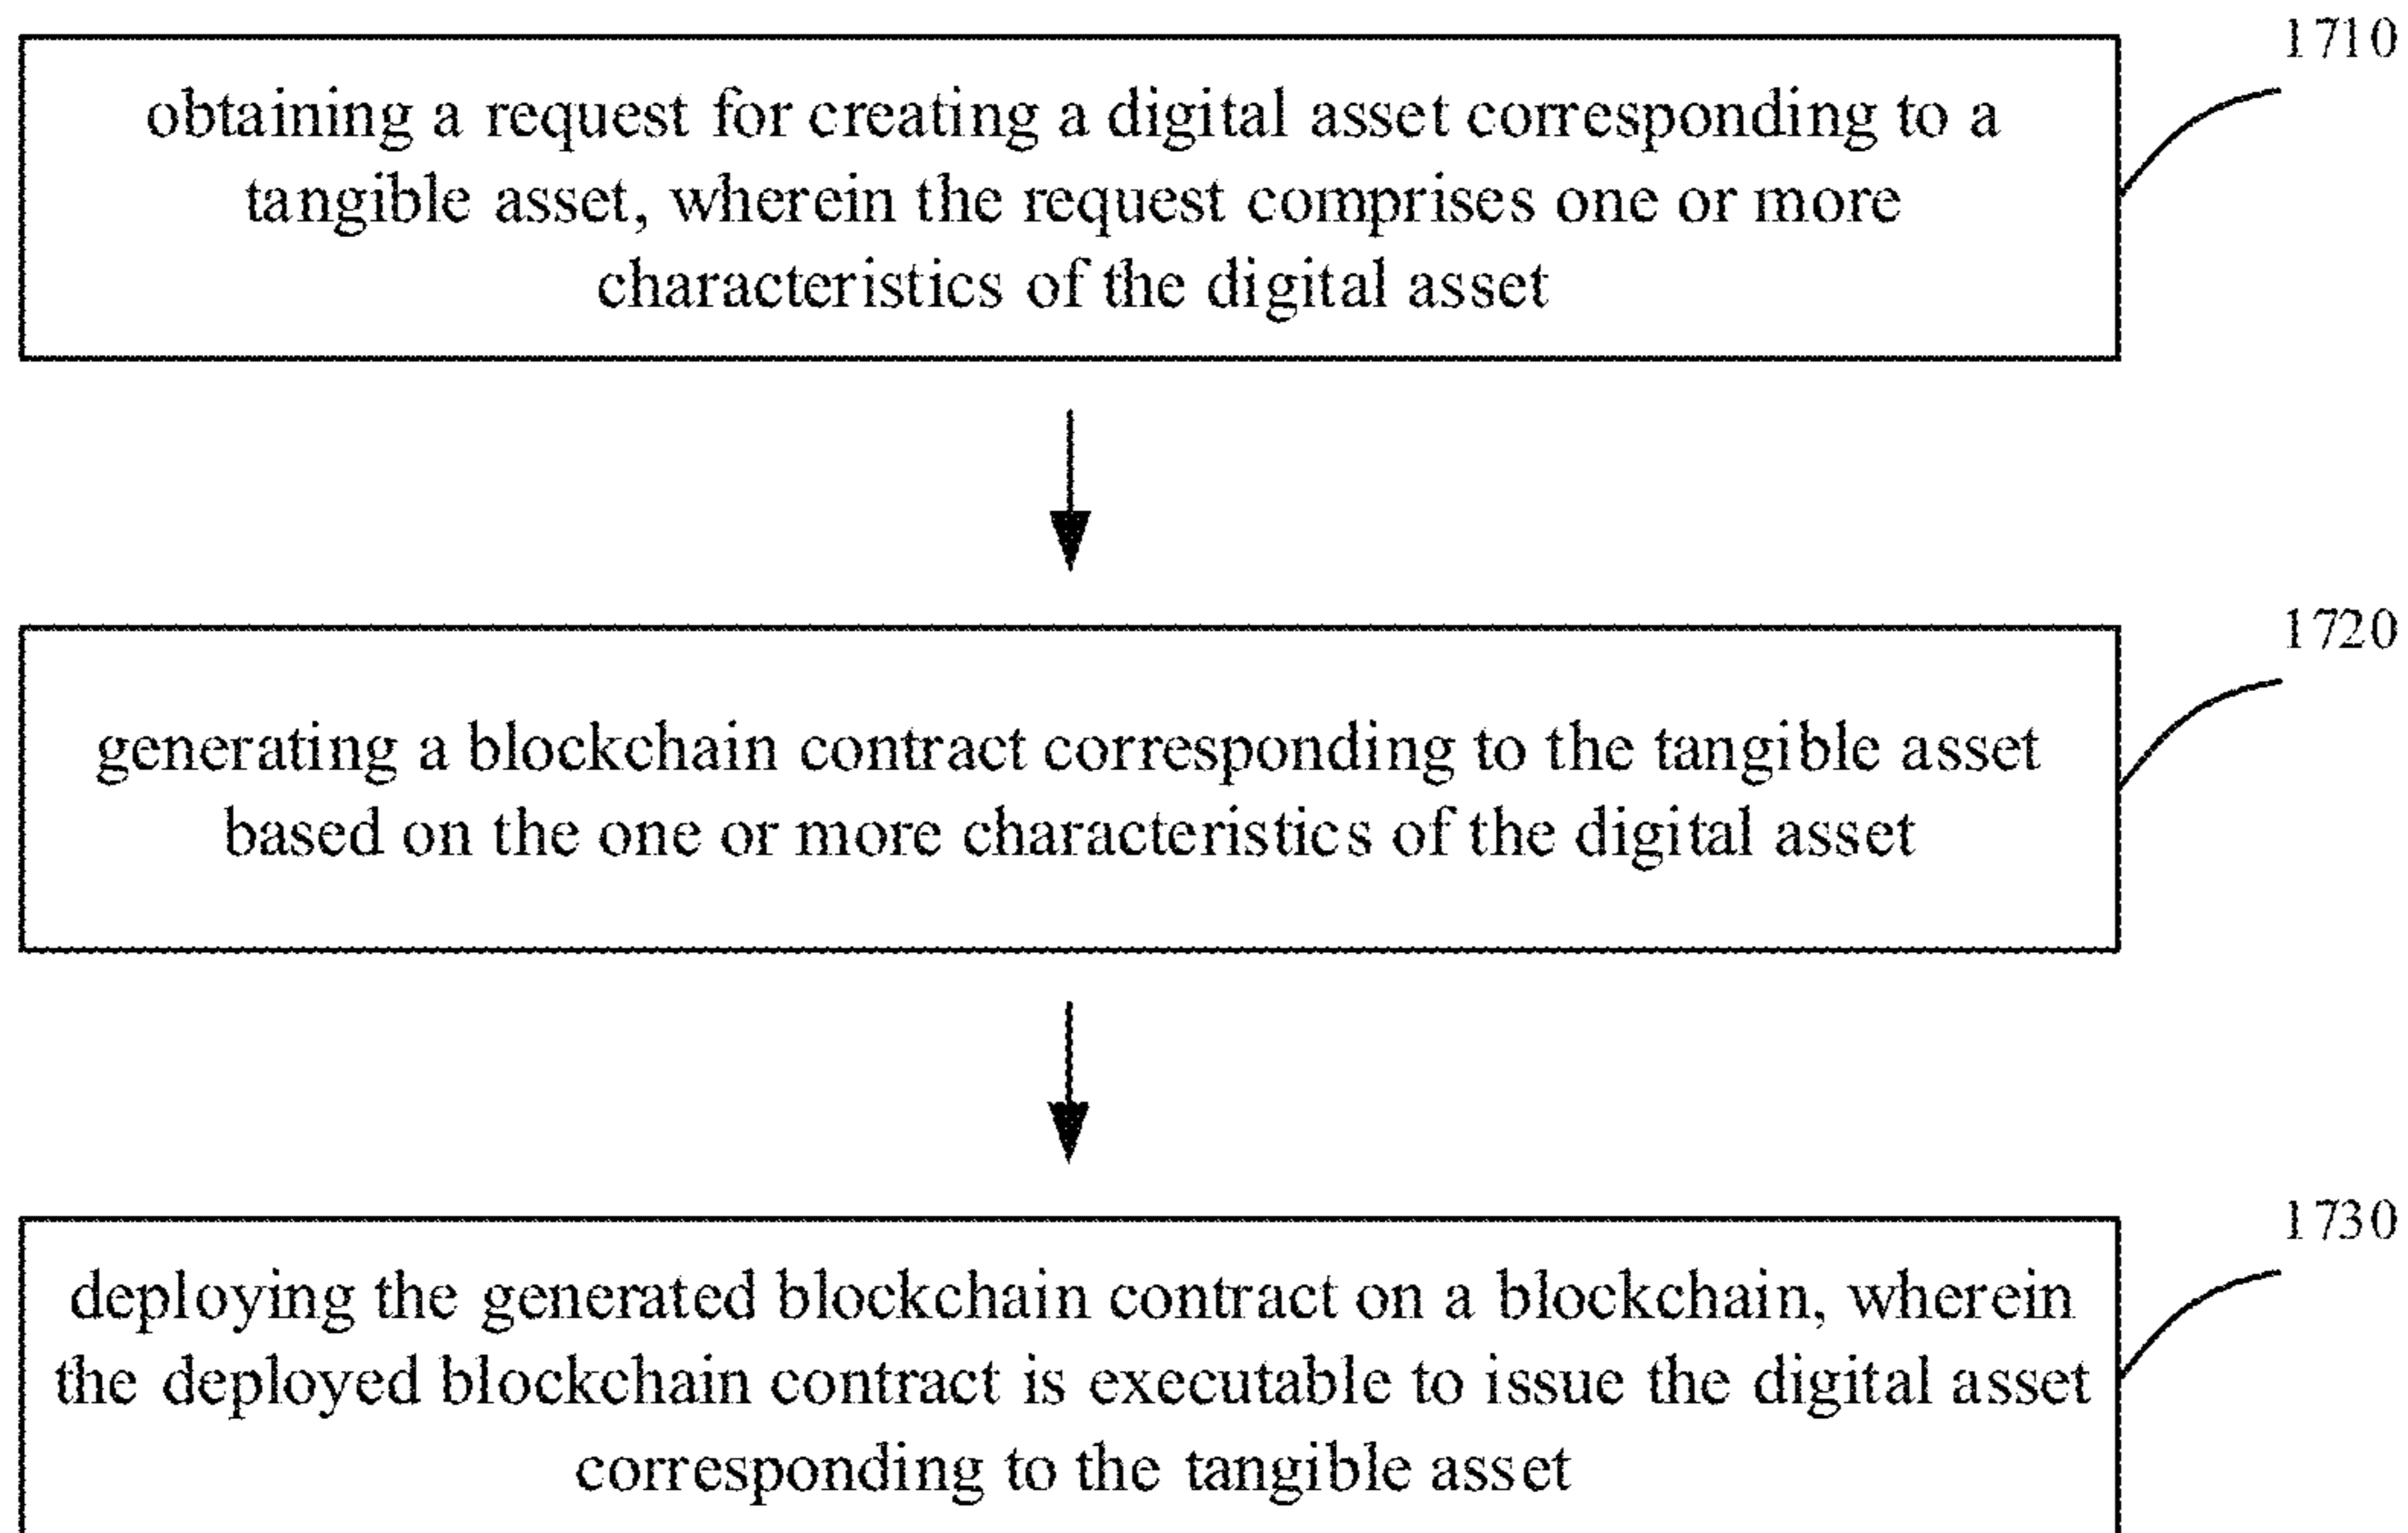 1710
obtaining a request for creating a digital asset corresponding to a
tangible asset, wherein the request comprises one or more
characteristics of the digital asset
1720
generating a blockchain contract corresponding to the tangible asset
based on the one or more characteristics of the digital asset
1730
deploying the generated blockchain contract on a blockchain, wherein
the deployed blockchain contract is executable to issue the digital asset
corresponding to the tangible asset